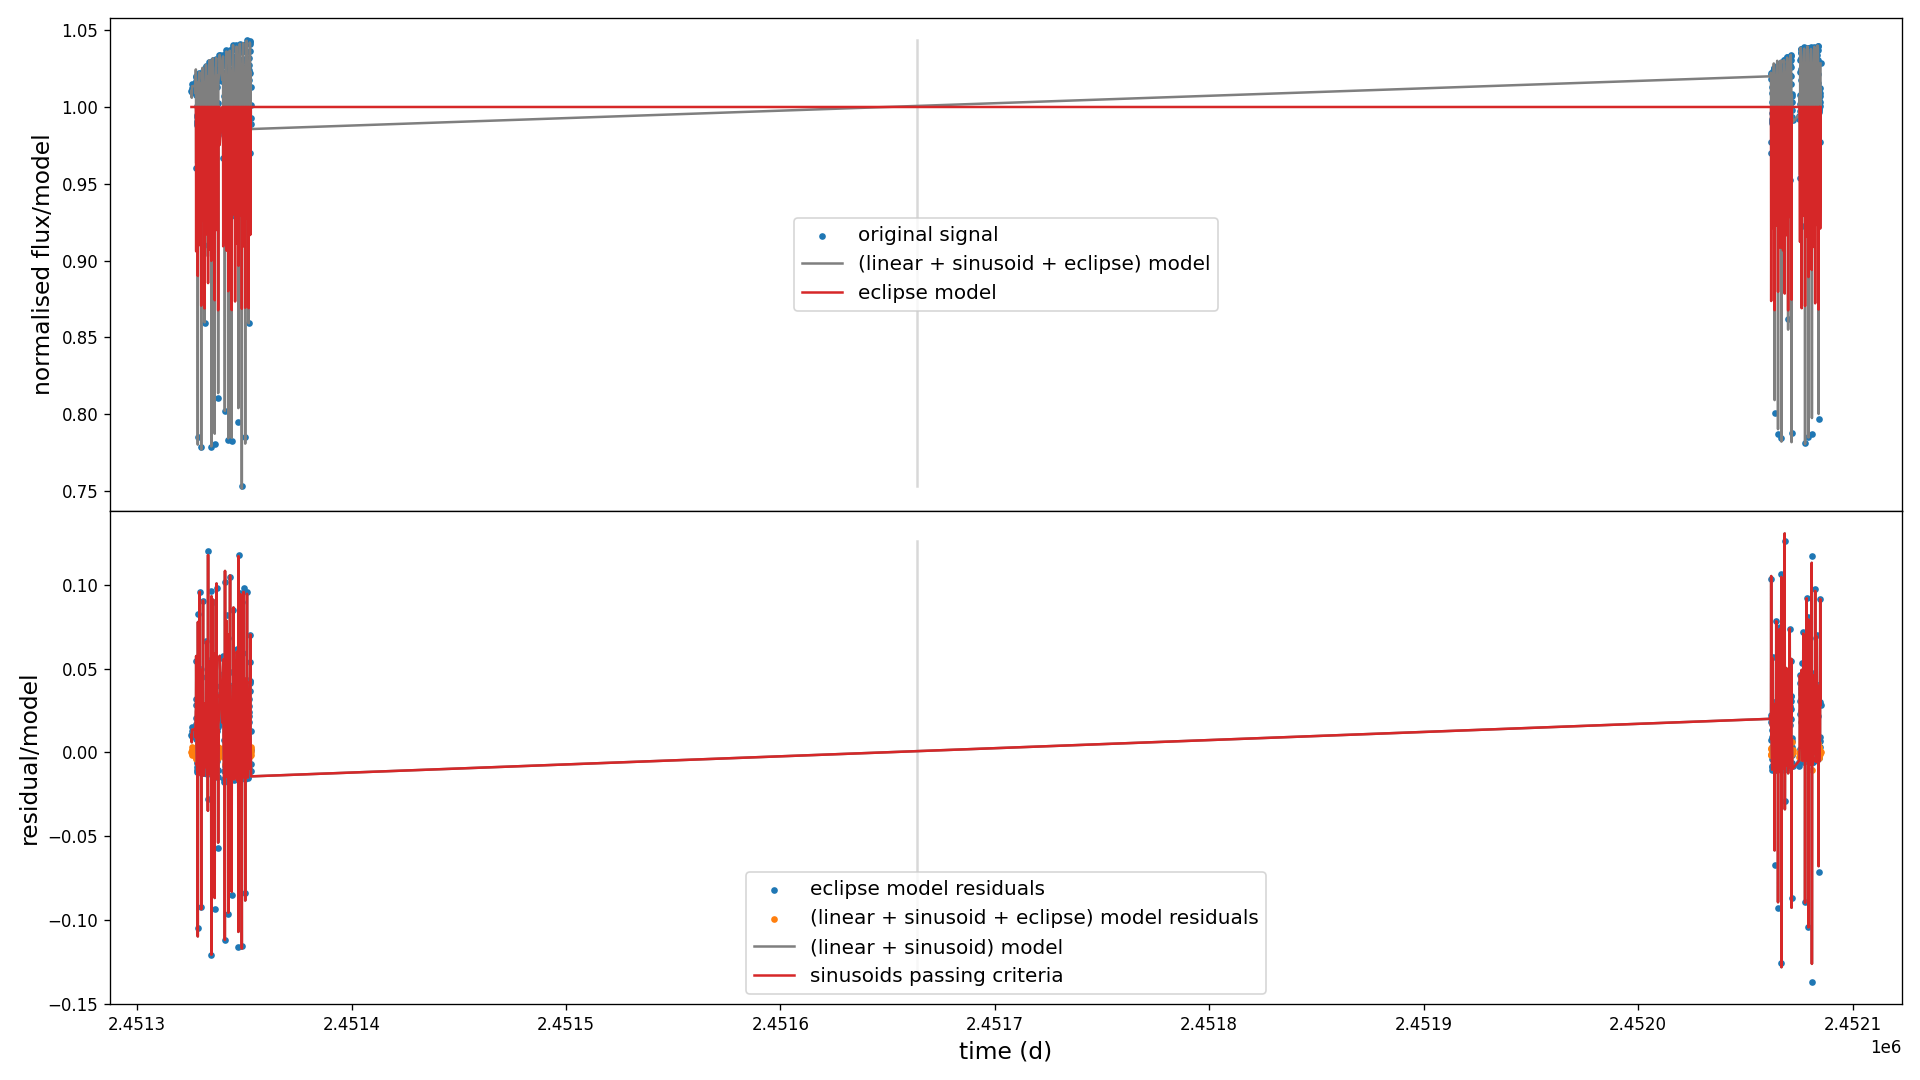 1.05
1.00
0.95
0.90
0.85
0.80
0.75
normalised flux/model
original signal
(linear + sinusoid + eclipse) model
eclipse model
0.10
0.05
0.00
−0.05
−0.10
−0.15
residual/model
eclipse model residuals
(linear + sinusoid + eclipse) model residuals
(linear + sinusoid) model
sinusoids passing criteria
2.4513 2.4514 2.4515 2.4516 2.4517 2.4518 2.4519 2.4520 2.4521
1e6
time (d)